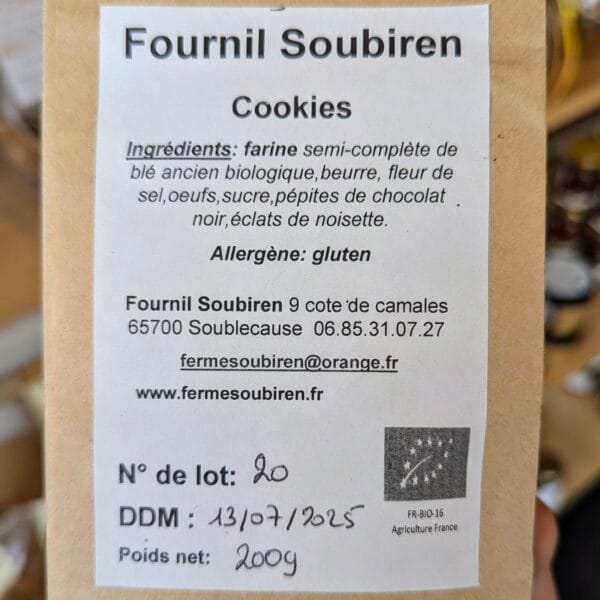 Fournil Soubiren
Cookies
Ingrédients: farine semi-complète de
blé ancien biologique,beurre, fleur de
sel,oeufs,sucre,pépites de chocolat
noir,éclats de noisette.
Allergène: gluten
Fournil Soubiren 9 cote de camales
65700 Soublecause 06.85.31.07.27
fermesoubiren@orange.fr
www.fermesoubiren.fr
N° de lot: 20
DDM : 13/07/2025
Poids net: 200g
FR-BIO-16
Agriculture France